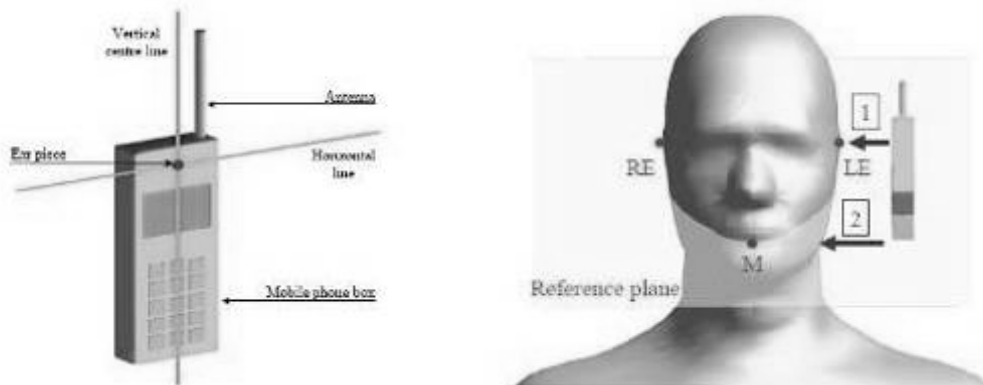 Vertical
centre line
Antenna
Ear piece
Horizontal
line
Mobile phone box
1
RE
LE
2
M
Reference plane